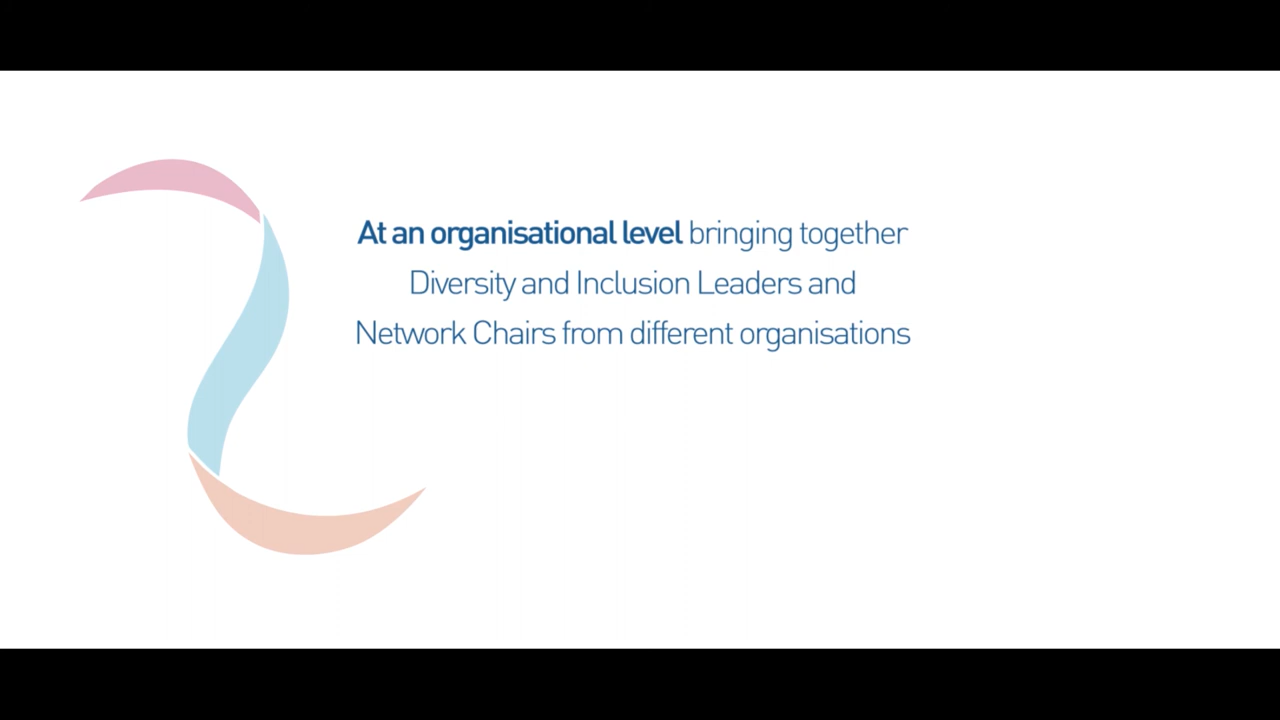 At an organisational level bringing together
Diversity and Inclusion Leaders and
Network Chairs from different organisations